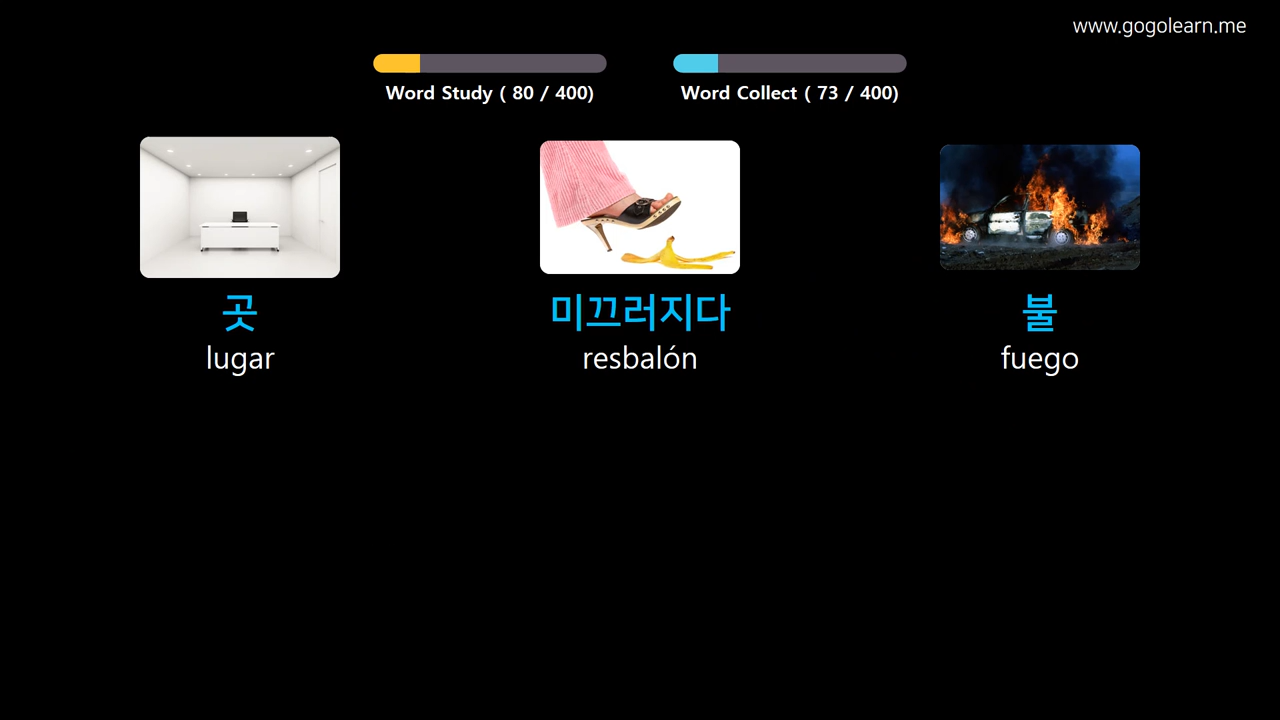 www.gogolearn.me
Word Study ( 80 / 400)
Word Collect ( 73 / 400)
곳
미끄러지다
불
lugar
resbalón
fuego